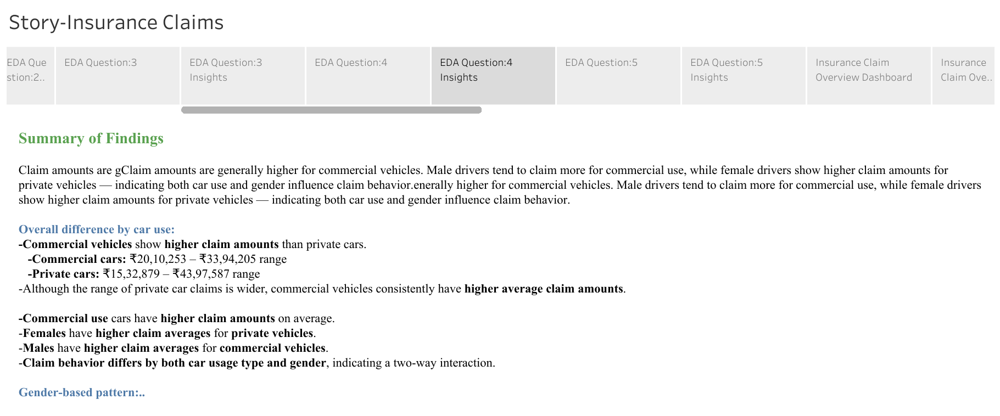 Story-Insurance Claims
EDA Que
stion:2..
EDA Question:3
EDA Question:3
Insights
EDA Question:4
EDA Question:4
Insights
EDA Question:5
EDA Question:5
Insights
Insurance Claim
Overview Dashboard
Insurance
Claim Ove..
Summary of Findings
Claim amounts are gClaim amounts are generally higher for commercial vehicles. Male drivers tend to claim more for commercial use, while female drivers show higher claim amounts for
private vehicles — indicating both car use and gender influence claim behavior.enerally higher for commercial vehicles. Male drivers tend to claim more for commercial use, while female drivers
show higher claim amounts for private vehicles — indicating both car use and gender influence claim behavior.
Overall difference by car use:
-Commercial vehicles show higher claim amounts than private cars.
-Commercial cars: ₹20,10,253 – ₹33,94,205 range
-Private cars: ₹15,32,879 – ₹43,97,587 range
-Although the range of private car claims is wider, commercial vehicles consistently have higher average claim amounts.
-Commercial use cars have higher claim amounts on average.
-Females have higher claim averages for private vehicles.
-Males have higher claim averages for commercial vehicles.
-Claim behavior differs by both car usage type and gender, indicating a two-way interaction.
Gender-based pattern:..